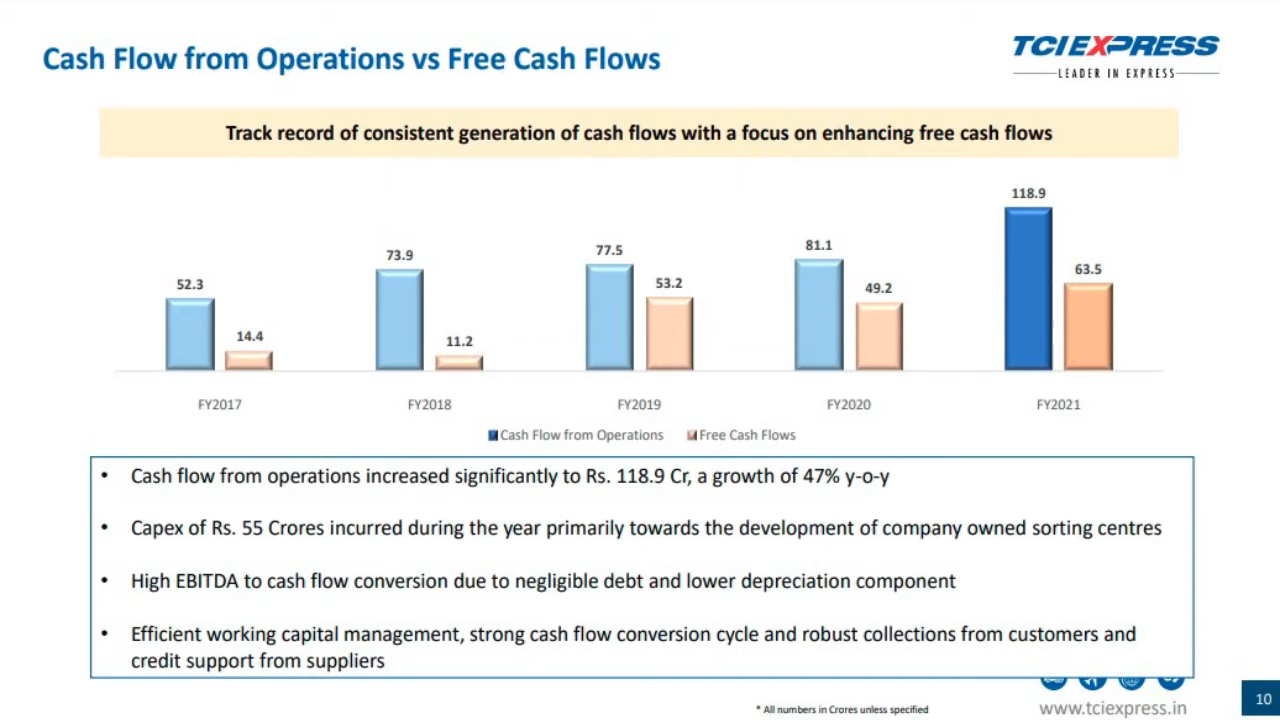 Cash Flow from Operations vs Free Cash Flows
TCIEXPRESS
LEADER IN EXPRESS
Track record of consistent generation of cash flows with a focus on enhancing free cash flows
52.3
14.4
73.9
11.2
77.5
53.2
81.1
49.2
118.9
63.5
FY2017
FY2018
FY2019
FY2020
FY2021
Cash Flow from Operations
Free Cash Flows
• Cash flow from operations increased significantly to Rs. 118.9 Cr, a growth of 47% y-o-y
• Capex of Rs. 55 Crores incurred during the year primarily towards the development of company owned sorting centres
• High EBITDA to cash flow conversion due to negligible debt and lower depreciation component
• Efficient working capital management, strong cash flow conversion cycle and robust collections from customers and
credit support from suppliers
* All numbers in Crores unless specified
www.tciexpress.in
10